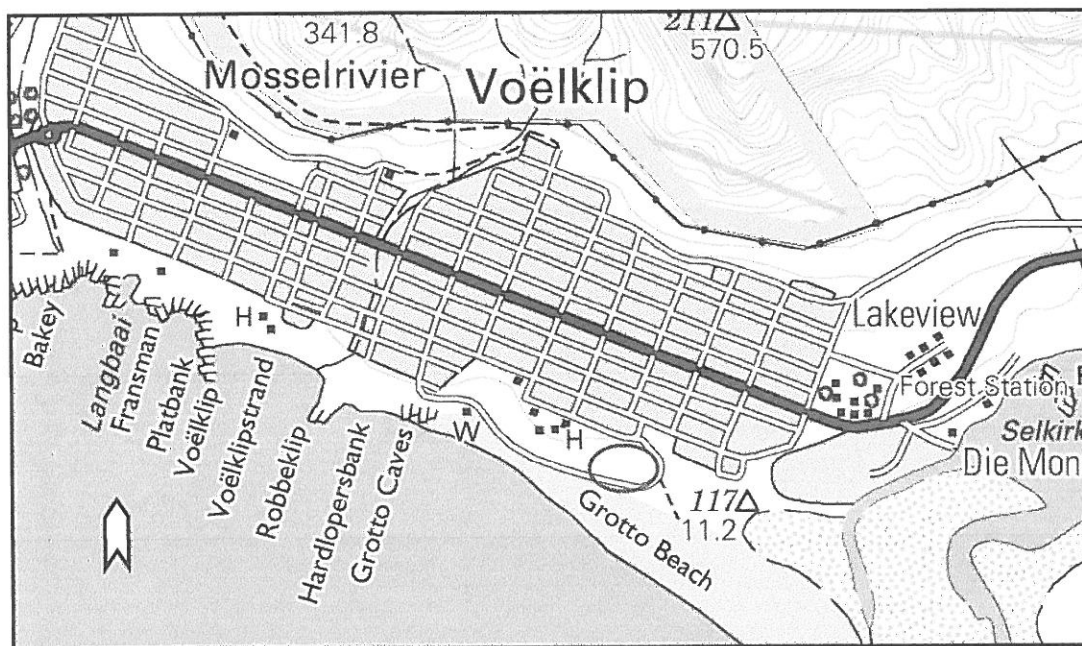 341.8
211
570.5
Mosselrivier
Voëlklip
Lakeview
Forest Station
Selkirk
Die Mon
Bakey
Langbaai
Fransman
Platbank
Voëlklip
H
Voëlklipstrand
Robbeklip
Hardlopersbank
Grotto Caves
W
H
Grotto Beach
117
11.2